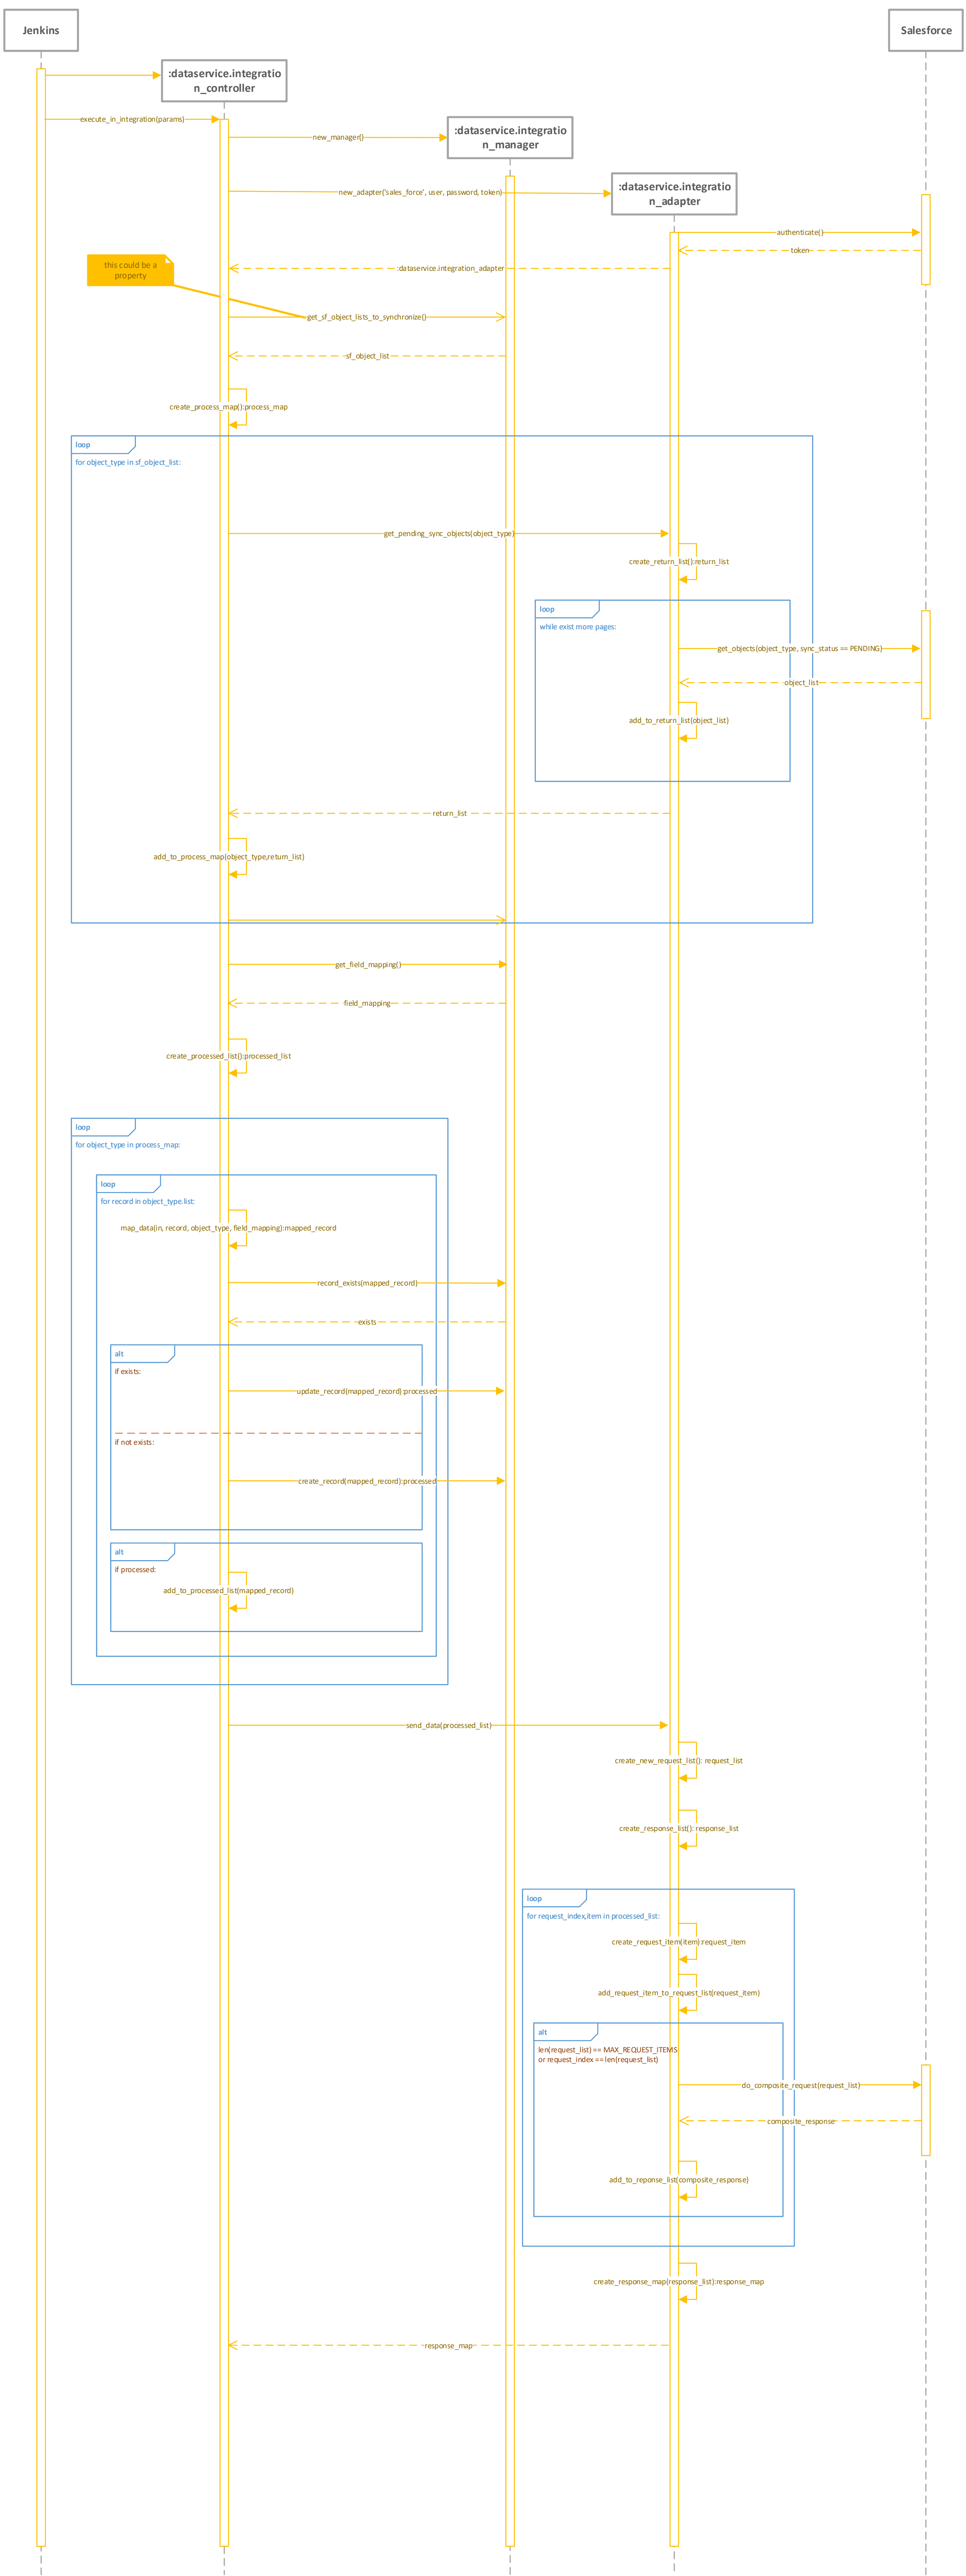 Jenkins
Salesforce
:dataservice.integratio
n_controller
execute_in_integration(params)
:dataservice.integratio
n_manager
new_manager()
:dataservice.integratio
n_adapter
new_adapter('sales_force', user, password, token)
authenticate()
token
this could be a
property
:dataservice.integration_adapter
get_sf_object_lists_to_synchronize()
sf_object_list
create_process_map():process_map
loop
for object_type in sf_object_list:
get_pending_sync_objects(object_type)
create_return_list():return_list
loop
while exist more pages:
get_objects(object_type, sync_status == PENDING)
object_list
add_to_return_list(object_list)
return_list
add_to_process_map(object_type,return_list)
get_field_mapping()
field_mapping
create_processed_list():processed_list
loop
for object_type in process_map:
loop
for record in object_type.list:
map_data(in, record, object_type, field_mapping):mapped_record
record_exists(mapped_record)
exists
alt
if exists:
update_record(mapped_record):processed
if not exists:
create_record(mapped_record):processed
alt
if processed:
add_to_processed_list(mapped_record)
send_data(processed_list)
create_new_request_list(): request_list
create_response_list(): response_list
loop
for request_index,item in processed_list:
create_request_item(item):request_item
add_request_item_to_request_list(request_item)
alt
len(request_list) == MAX_REQUEST_ITEMS
or request_index == len(request_list)
do_composite_request(request_list)
composite_response
add_to_reponse_list(composite_response)
create_response_map(response_list):response_map
response_map